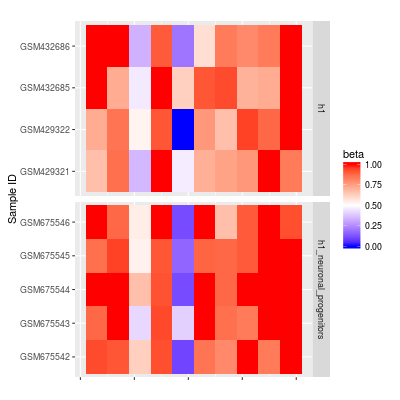 GSM432686
GSM432685
GSM429322
GSM429321
h1
GSM675546
GSM675545
GSM675544
GSM675543
GSM675542
h1_neuronal_progenitors
Sample ID
beta
1.00
0.75
0.50
0.25
0.00